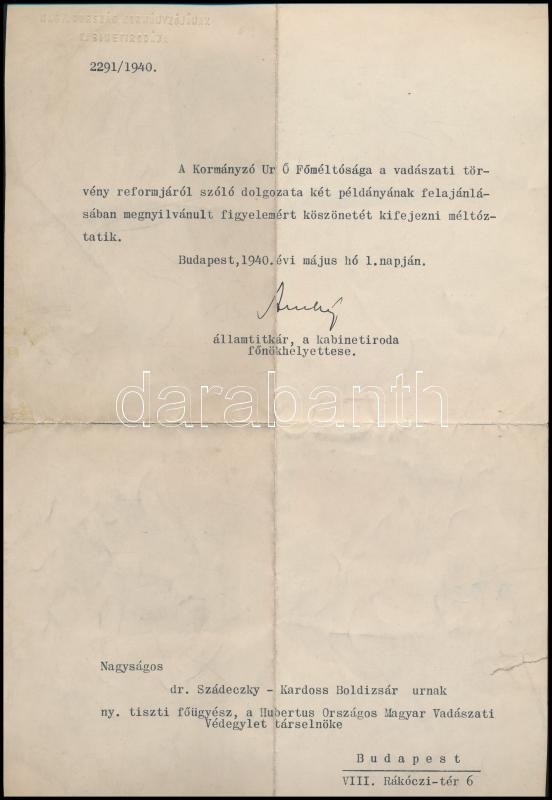 2291/1940.
A Kormányzó Ur Ő Főméltósága a vadászati tör-
vény reformjáról szóló dolgozata két példányának felajánlá-
sában megnyilvánult figyelemért köszönetét kifejezni méltóz-
tatik.
Budapest,1940.évi május hó 1.napján.
államtitkár, a kabinetiroda
főnökhelyettese.
darabanth
Nagyságos
dr. Szádeczky - Kardoss Boldizsár urnak
ny. tiszti főügyész, a Hubertus Országos Magyar Vadászati
Védegylet társelnöke
Budapest
VIII. Rákóczi-tér 6